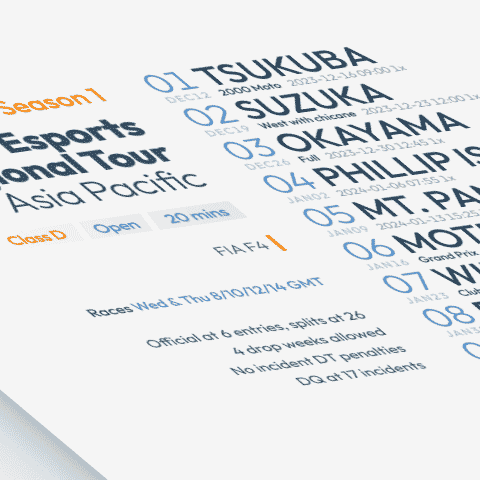 Season 1
Esports
Tour
Asia Pacific
Class D Open 20 mins
FIA F4
Races Wed & Thu 8/10/12/14 GMT
Official at 6 entries, splits at 26
4 drop weeks allowed
No incident DT penalties
DQ at 17 incidents
01 TSUKUBA
DEC12 2000 Moto 2023-12-16 09:00 1x
02 SUZUKA
DEC19 West with chicane 2023-12-23 12:00 1x
03 OKAYAMA
DEC26 Full 2023-12-30 12:45 1x
04 PHILLIP
JAN02 2024-01-06 07:55 1x
05 MT.
JAN09 2024-01-13 15:25
06
JAN16 Grand Prix
07
JAN23
08